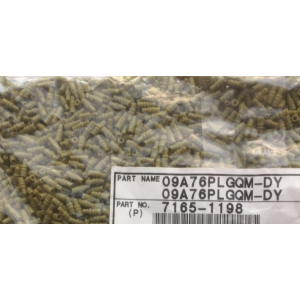 PART NAME 09A76PLGQM-DY
09A76PLGQM-DY
PART NO. 7165-1198
(P)